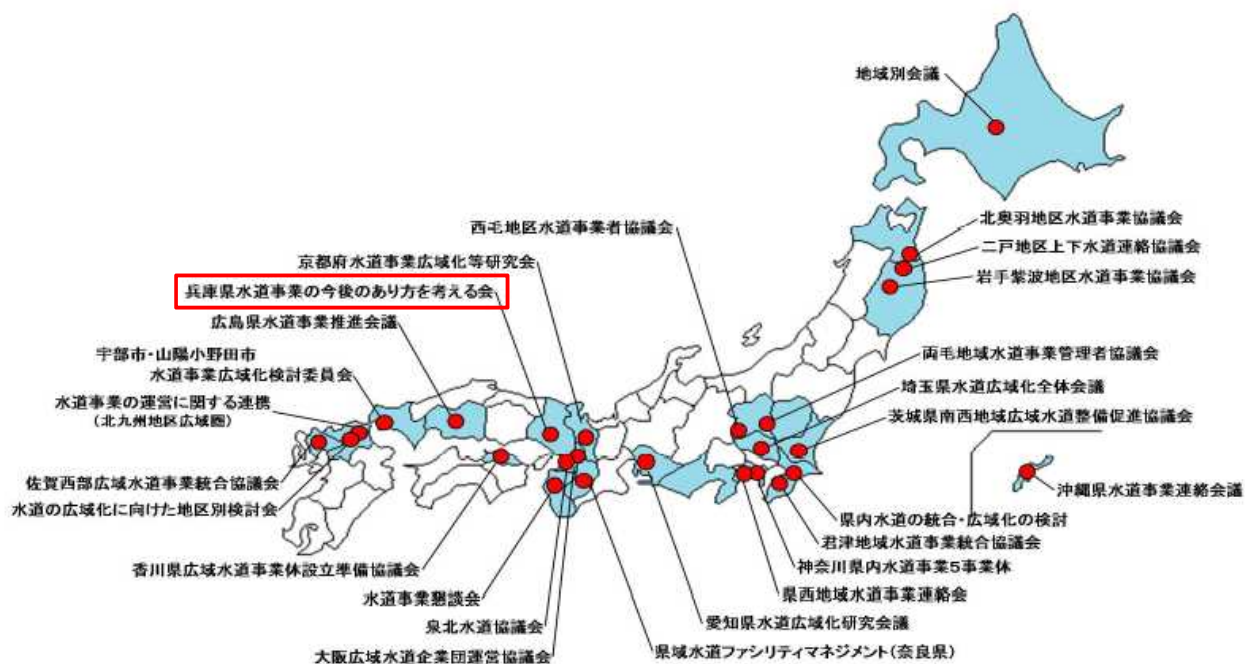 地域別会議
北奥羽地区水道事業協議会
西毛地区水道事業者協議会
二戸地区上下水道連絡協議会
京都府水道事業広域化等研究会
岩手紫波地区水道事業協議会
兵庫県水道事業の今後のあり方を考える会
広島県水道事業推進会議
宇部市・山陽小野田市
水道事業広域化検討委員会
両毛地域水道事業管理者協議会
埼玉県水道広域化全体会議
水道事業の運営に関する連携
(北九州地区広域圏)
茨城県南西地域広域水道整備促進協議会
佐賀西部広域水道事業統合協議会
沖縄県水道事業連絡会議
水道の広域化に向けた地区別検討会
県内水道の統合・広域化の検討
君津地域水道事業統合協議会
香川県広域水道事業体設立準備協議会
神奈川県内水道事業5事業体
県西地域水道事業連絡会
水道事業懇談会
愛知県水道広域化研究会議
泉北水道協議会
大阪広域水道企業団運営協議会
県域水道ファシリティマネジメント(奈良県)